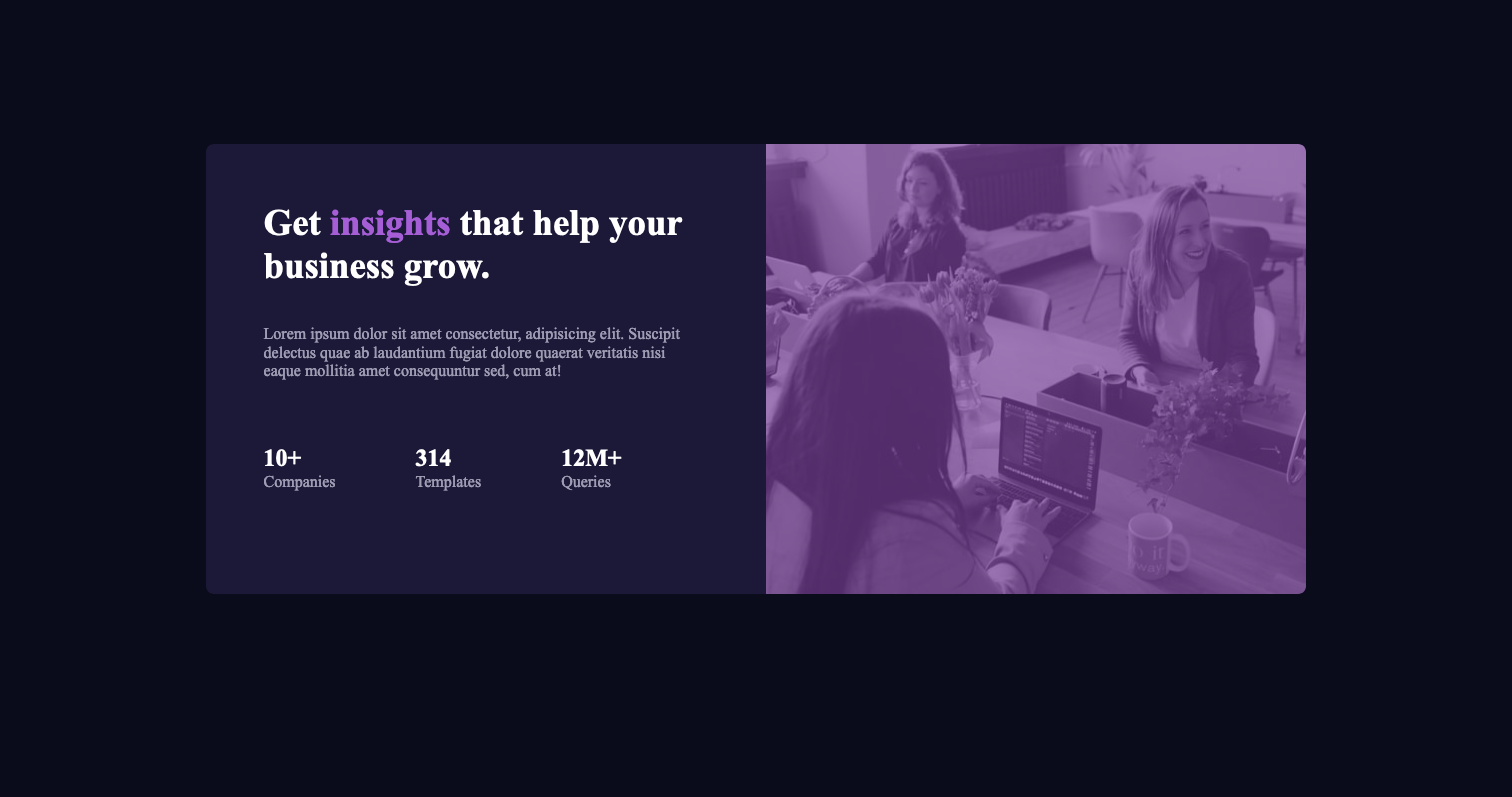 Get insights that help your
business grow.
Lorem ipsum dolor sit amet consectetur, adipisicing elit. Suscipit
delectus quae ab laudantium fugiat dolore quaerat veritatis nisi
eaque mollitia amet consequuntur sed, cum at!
10+ 314 12M+
Companies Templates Queries